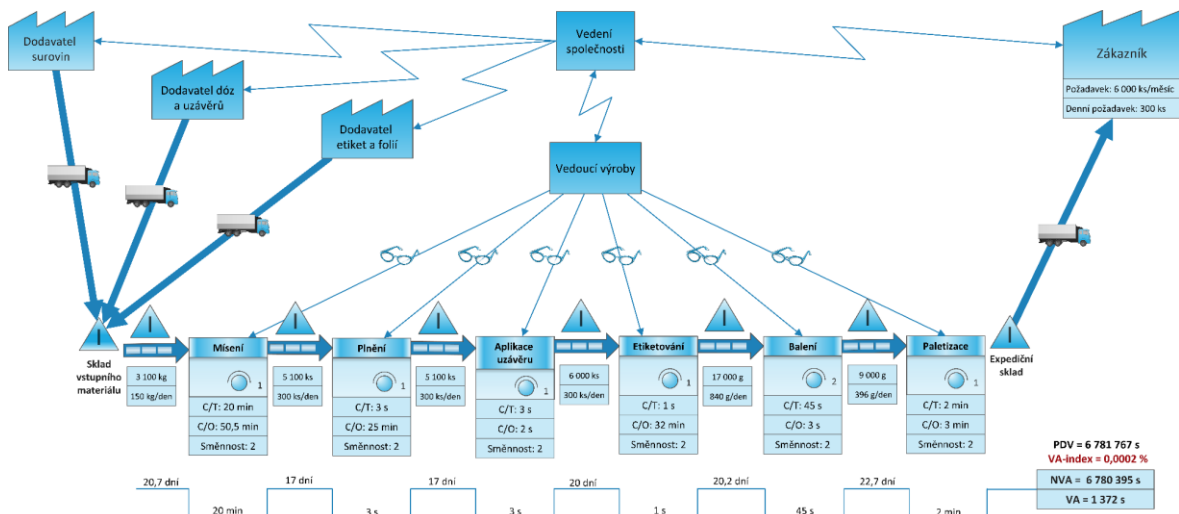 Dodavatel
surovin
Dodavatel dóz
a uzávěrů
Dodavatel
etiket a folií
Vedení
společnosti
Vedoucí výroby
Zákazník
Požadavek: 6 000 ks/měsíc
Denní požadavek: 300 ks
I
Sklad
vstupního
materiálu
I
3 100 kg
150 kg/den
Mísení
1
C/T: 20 min
C/O: 50,5 min
Směnnost: 2
I
5 100 ks
300 ks/den
Plnění
1
C/T: 3 s
C/O: 25 min
Směnnost: 2
I
5 100 ks
300 ks/den
Aplikace
uzávěru
1
C/T: 3 s
C/O: 2 s
Směnnost: 2
I
6 000 ks
300 ks/den
Etiketování
1
C/T: 1 s
C/O: 32 min
Směnnost: 2
I
17 000 g
840 g/den
Balení
2
C/T: 45 s
C/O: 3 s
Směnnost: 2
I
9 000 g
396 g/den
Paletizace
1
C/T: 2 min
C/O: 3 min
Směnnost: 2
I
Expediční
sklad
PDV = 6 781 767 s
VA-index = 0,0002 %
NVA = 6 780 395 s
VA = 1 372 s
20,7 dní
20 min
17 dní
3 s
17 dní
3 s
20 dní
1 s
20,2 dní
45 s
22,7 dní
2 min